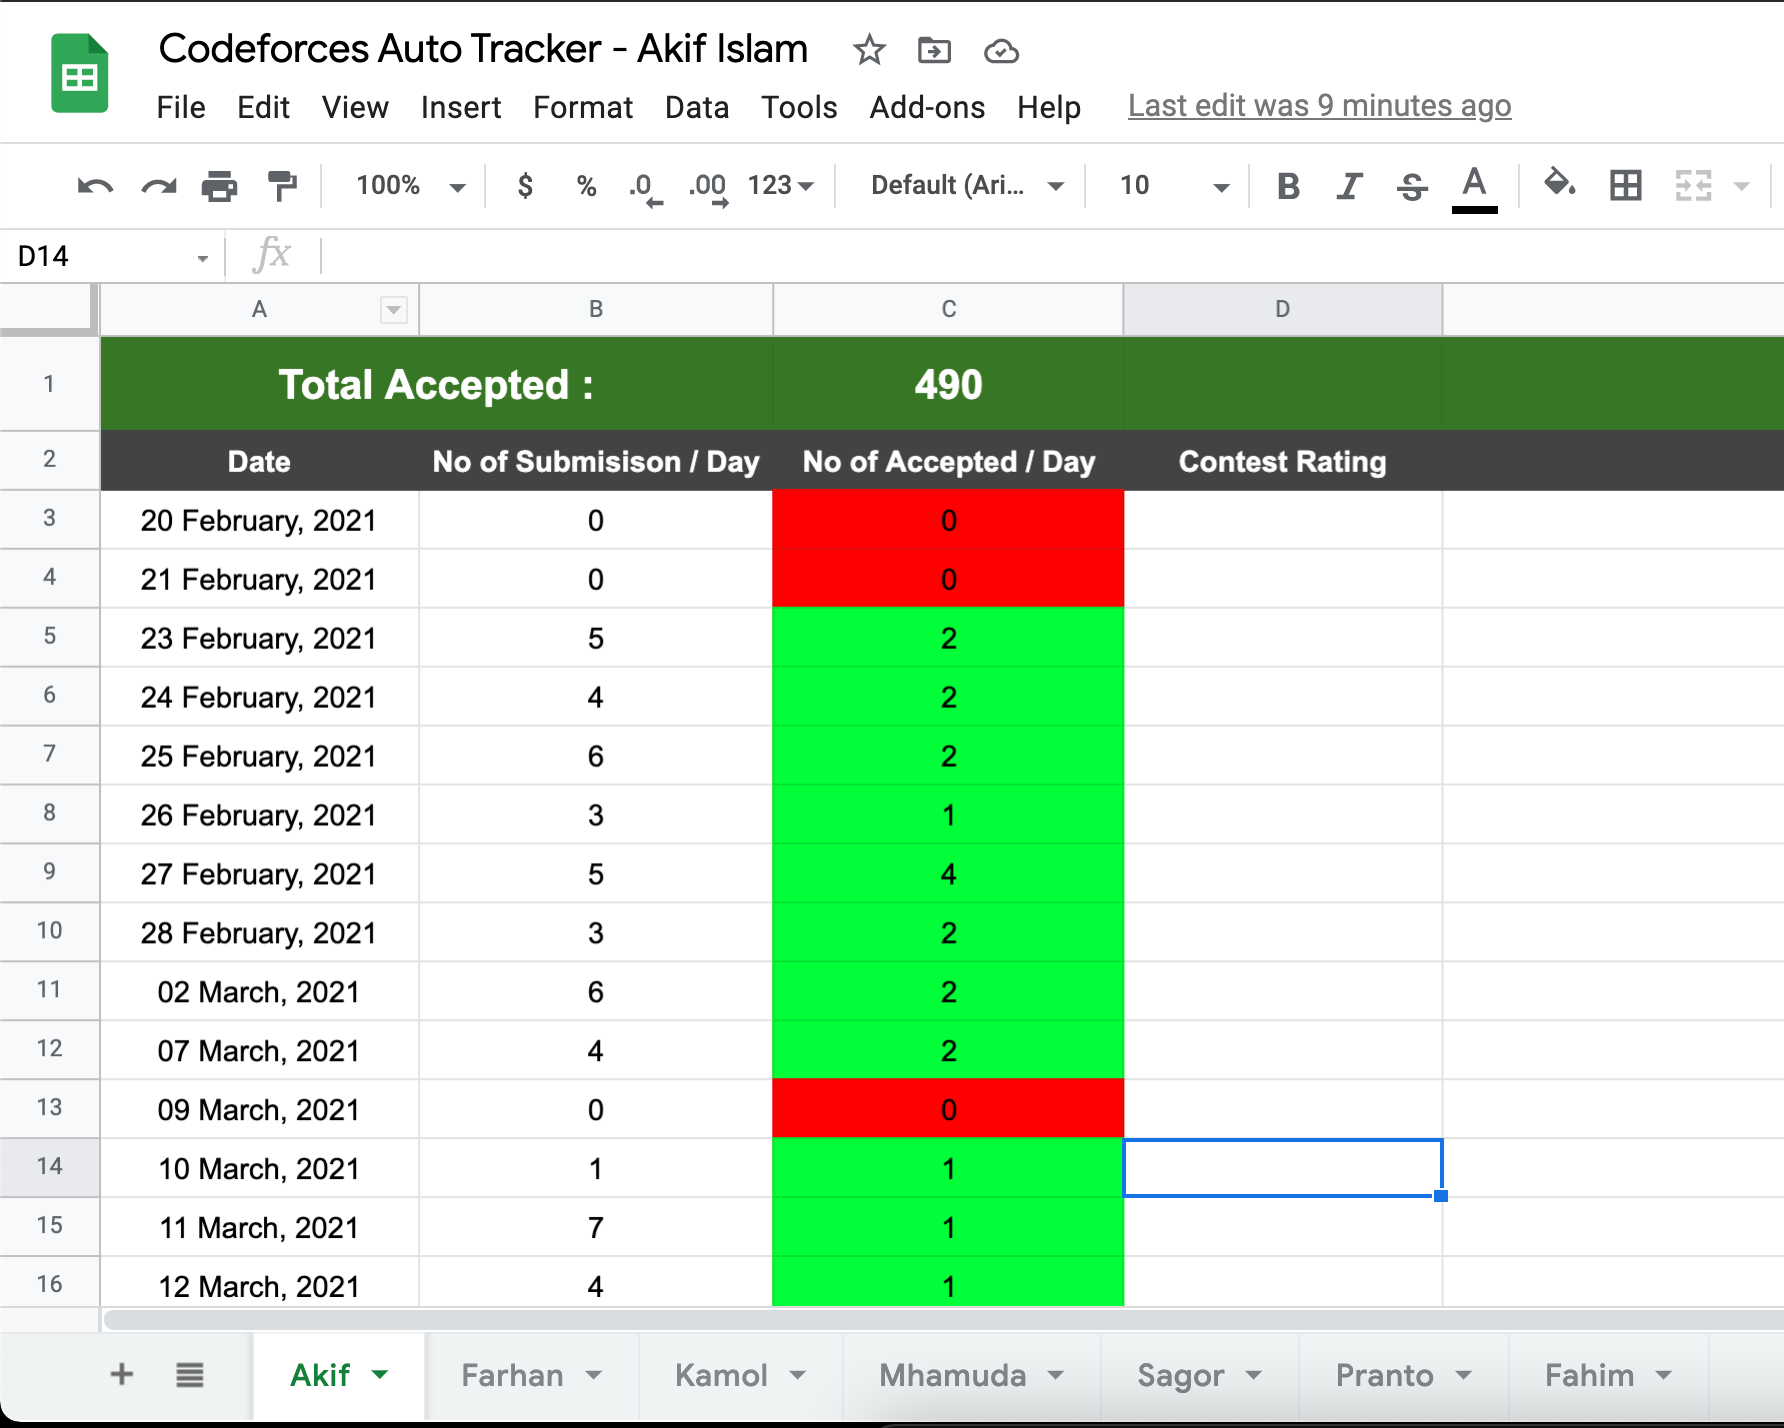 Codeforces Auto Tracker - Akif Islam
File Edit View Insert Format Data Tools Add-ons Help Last edit was 9 minutes ago
100% $ % .0 .00 123 Default (Ari... 10 B I S A
D14 fx
A B C D
1 Total Accepted : 490
2 Date No of Submisison / Day No of Accepted / Day Contest Rating
3 20 February, 2021 0 0
4 21 February, 2021 0 0
5 23 February, 2021 5 2
6 24 February, 2021 4 2
7 25 February, 2021 6 2
8 26 February, 2021 3 1
9 27 February, 2021 5 4
10 28 February, 2021 3 2
11 02 March, 2021 6 2
12 07 March, 2021 4 2
13 09 March, 2021 0 0
14 10 March, 2021 1 1
15 11 March, 2021 7 1
16 12 March, 2021 4 1
+ Akif Farhan Kamol Mhamuda Sagor Pranto Fahim